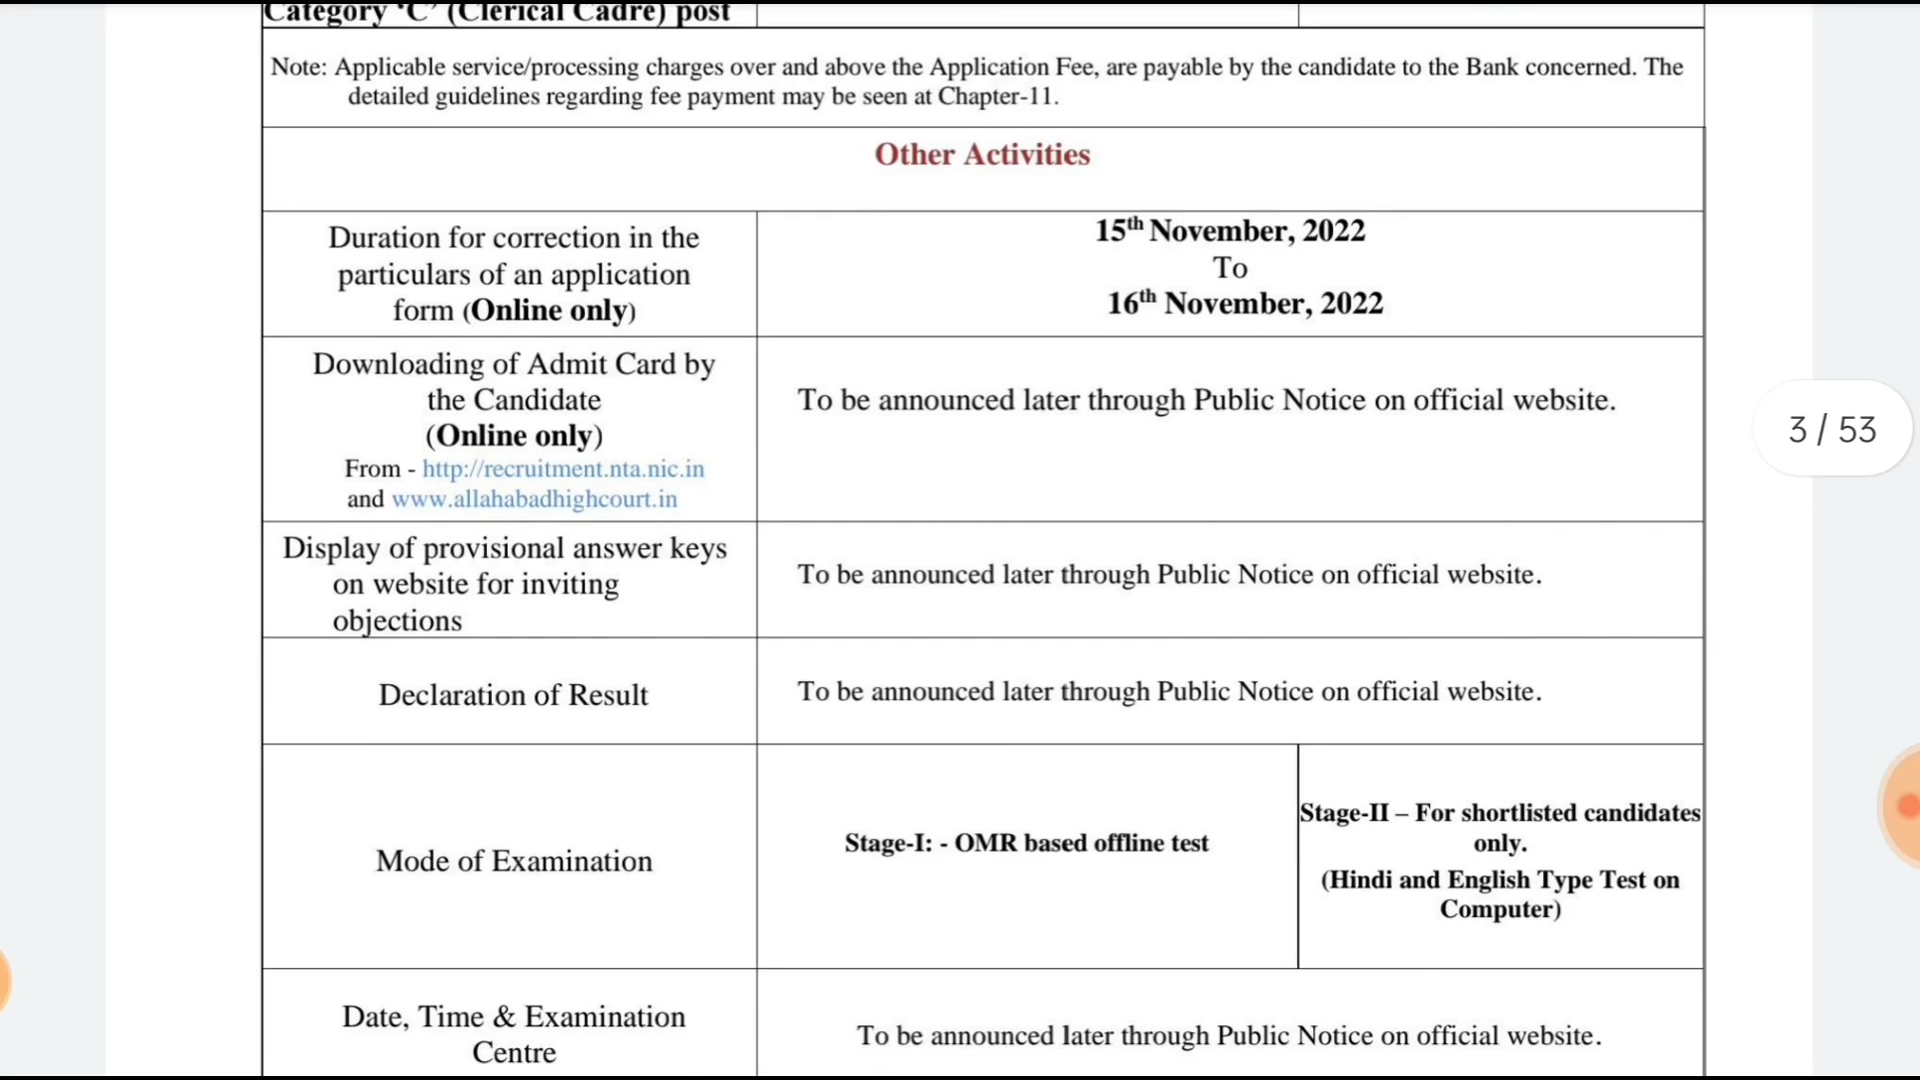 Category ‘C’ (Clerical Cadre) post
Note: Applicable service/processing charges over and above the Application Fee, are payable by the candidate to the Bank concerned. The
detailed guidelines regarding fee payment may be seen at Chapter-11.
Other Activities
Duration for correction in the
particulars of an application
form (Online only)
15th November, 2022
To
16th November, 2022
Downloading of Admit Card by
the Candidate
(Online only)
From - http://recruitment.nta.nic.in
and www.allahabadhighcourt.in
To be announced later through Public Notice on official website.
3 / 53
Display of provisional answer keys
on website for inviting
objections
To be announced later through Public Notice on official website.
Declaration of Result
To be announced later through Public Notice on official website.
Mode of Examination
Stage-I: - OMR based offline test
Stage-II – For shortlisted candidates
only.
(Hindi and English Type Test on
Computer)
Date, Time & Examination
Centre
To be announced later through Public Notice on official website.